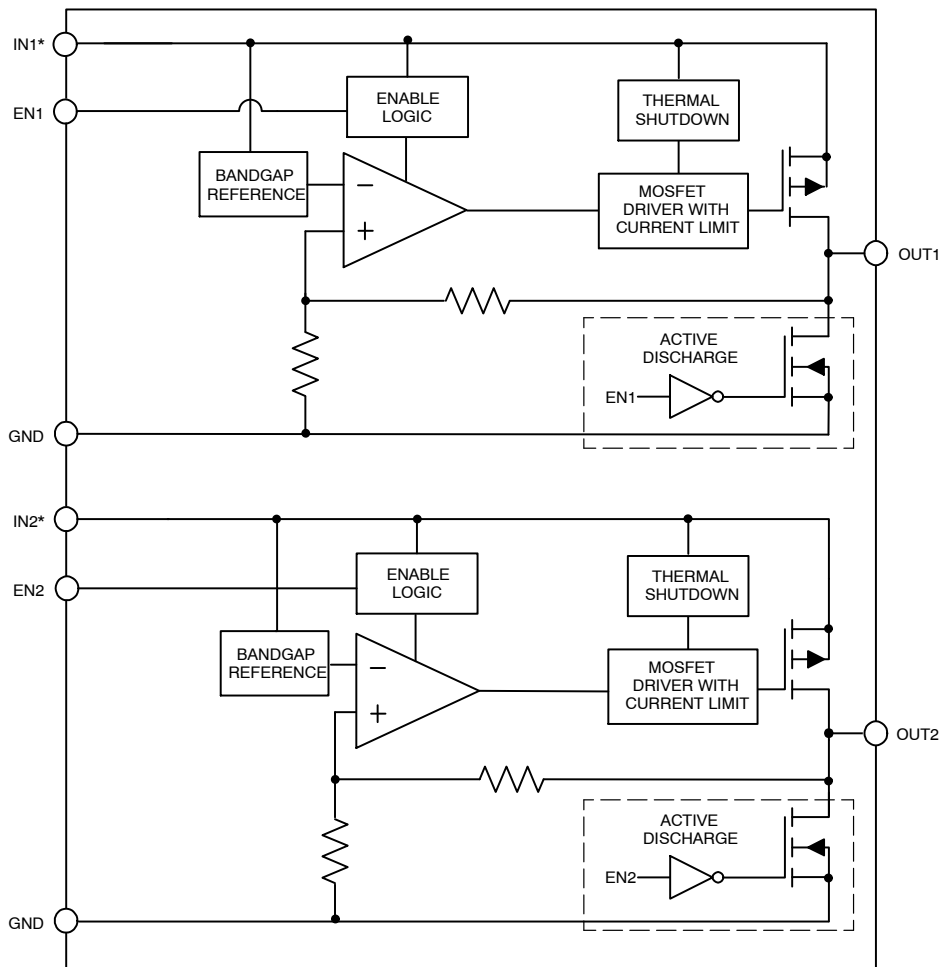 IN1*
EN1
ENABLE
LOGIC
THERMAL
SHUTDOWN
BANDGAP
REFERENCE
−
+
MOSFET
DRIVER WITH
CURRENT LIMIT
OUT1
ACTIVE
DISCHARGE
EN1
GND
IN2*
EN2
ENABLE
LOGIC
THERMAL
SHUTDOWN
BANDGAP
REFERENCE
−
+
MOSFET
DRIVER WITH
CURRENT LIMIT
OUT2
ACTIVE
DISCHARGE
EN2
GND